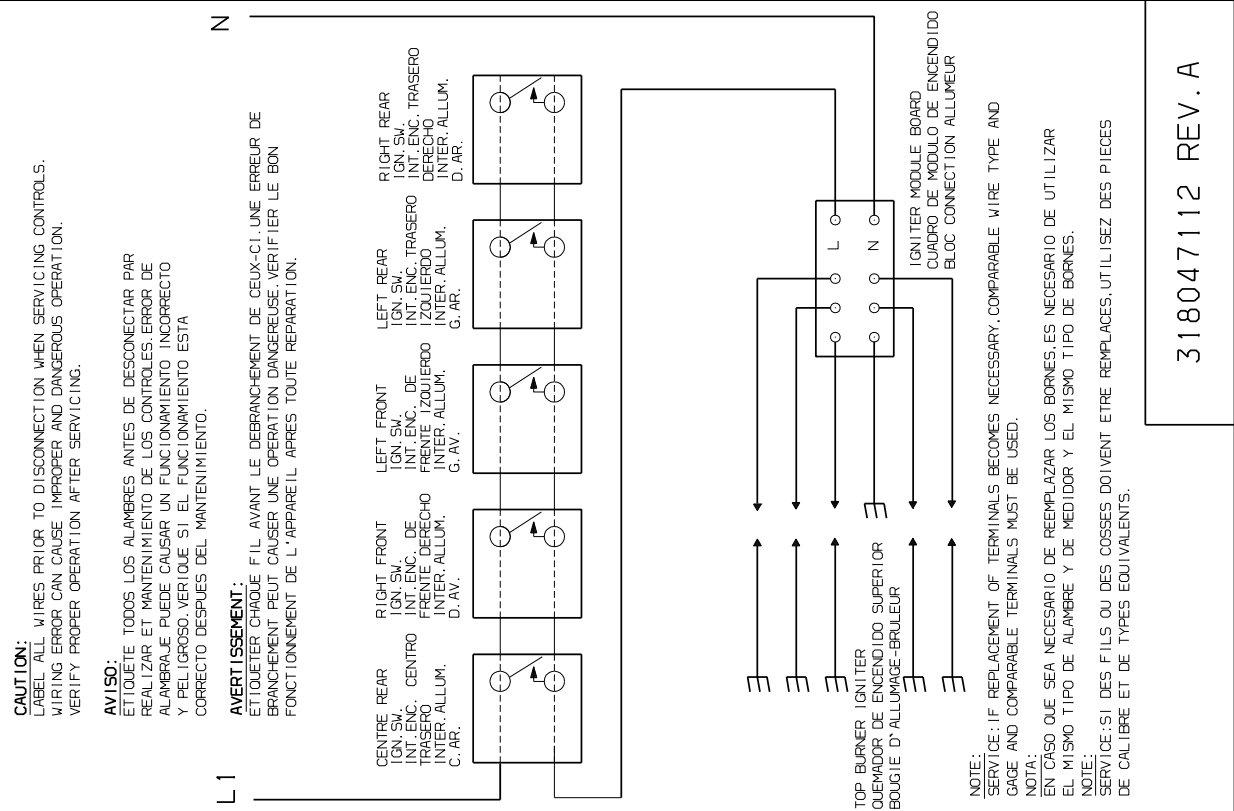 CAUTION:
LABEL ALL WIRES PRIOR TO DISCONNECTION WHEN SERVICING CONTROLS.
WIRING ERROR CAN CAUSE IMPROPER AND DANGEROUS OPERATION.
VERIFY PROPER OPERATION AFTER SERVICING.
AVISO:
ETIQUETE TODOS LOS ALAMBRES ANTES DE DESCONECTAR PAR
REALIZAR ET MANTENIMIENTO DE LOS CONTROLES.ERROR DE
ALAMBRAJE PUEDE CAUSAR UN FUNCIONAMIENTO INCORRECTO
Y PELIGROSO.VERIQUE SI EL FUNCIONAMIENTO ESTA
CORRECTO DESPUES DEL MANTENIMIENTO.
AVERTISSEMENT:
ETIQUETER CHAQUE FIL AVANT LE DEBRANCHEMENT DE CEUX-CI.UNE ERREUR DE
BRANCHEMENT PEUT CAUSER UNE OPERATION DANGEREUSE.VERIFIER LE BON
FONCTIONNEMENT DE L'APPAREIL APRES TOUTE REPARATION.
L1
N
CENTRE REAR
IGN. SW.
INT. ENC. CENTRO
TRASERO
INTER. ALLUM.
C. AR.
RIGHT FRONT
IGN. SW.
INT. ENC. DE
FRENTE DERECHO
INTER. ALLUM.
D. AV.
LEFT FRONT
IGN. SW.
INT. ENC. DE
FRENTE IZQUIERDO
INTER. ALLUM.
G. AV.
LEFT REAR
IGN. SW.
INT. ENC. TRASERO
IZQUIERDO
INTER. ALLUM.
G. AR.
RIGHT REAR
IGN. SW.
INT. ENC. TRASERO
DERECHO
INTER. ALLUM.
D. AR.
L
N
IGNITER MODULE BOARD
CUADRO DE MODULO DE ENCENDIDO
BLOC CONNECTION ALLUMEUR
TOP BURNER IGNITER
QUEMADOR DE ENCENDIDO SUPERIOR
BOUGIE D'ALLUMAGE-BRULEUR
NOTE:
SERVICE:IF REPLACEMENT OF TERMINALS BECOMES NECESSARY,COMPARABLE WIRE TYPE AND
GAGE AND COMPARABLE TERMINALS MUST BE USED.
NOTA:
EN CASO QUE SEA NECESARIO DE REEMPLAZAR LOS BORNES,ES NECESARIO DE UTILIZAR
EL MISMO TIPO DE ALAMBRE Y DE MEDIDOR Y EL MISMO TIPO DE BORNES.
NOTE:
SERVICE:SI DES FILS OU DES COSSES DOIVENT ETRE REMPLACES,UTILISEZ DES PIECES
DE CALIBRE ET DE TYPES EQUIVALENTS.
318047112 REV. A